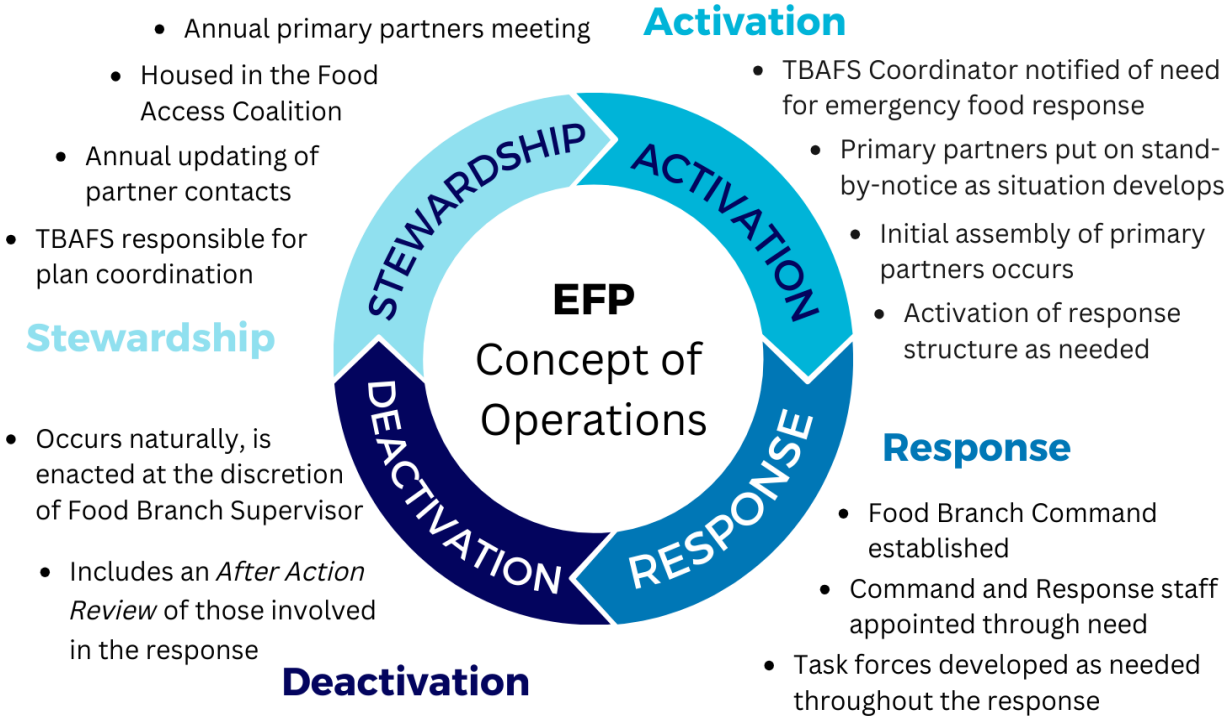 • Annual primary partners meeting
• Housed in the Food
Access Coalition
• Annual updating of
partner contacts
• TBAFS responsible for
plan coordination
Stewardship
Activation
• TBAFS Coordinator notified of need
for emergency food response
• Primary partners put on stand-
by-notice as situation develops
• Initial assembly of primary
partners occurs
• Activation of response
structure as needed
STEWARDSHIP
ACTIVATION
RESPONSE
DEACTIVATION
EFP
Concept of
Operations
Response
• Food Branch Command
established
• Command and Response staff
appointed through need
• Task forces developed as needed
throughout the response
• Occurs naturally, is
enacted at the discretion
of Food Branch Supervisor
• Includes an After Action
Review of those involved
in the response
Deactivation